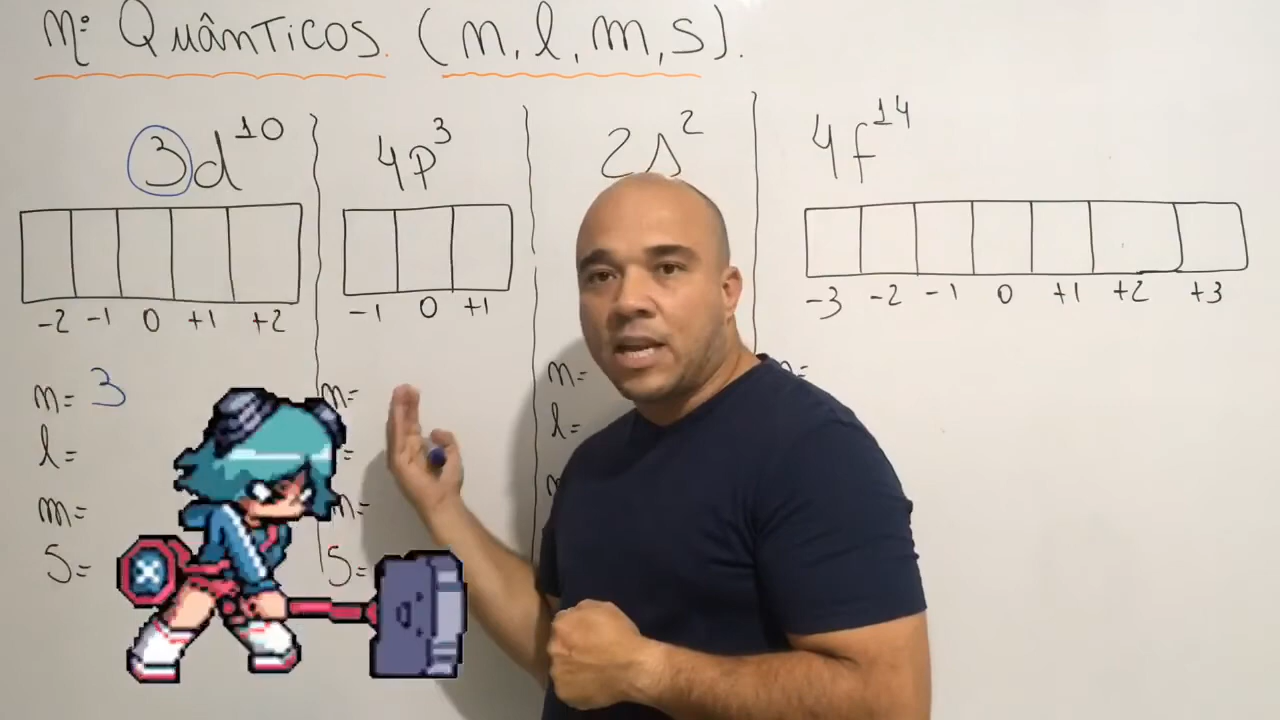 nº Quânticos. (n, l, m, s).
3d¹⁰
4p³
2s²
4f¹⁴
-2 -1 0 +1 +2
-1 0 +1
-3 -2 -1 0 +1 +2 +3
n= 3
l=
m=
S=
n=
=
m=
S=
n=
l=
m
n=